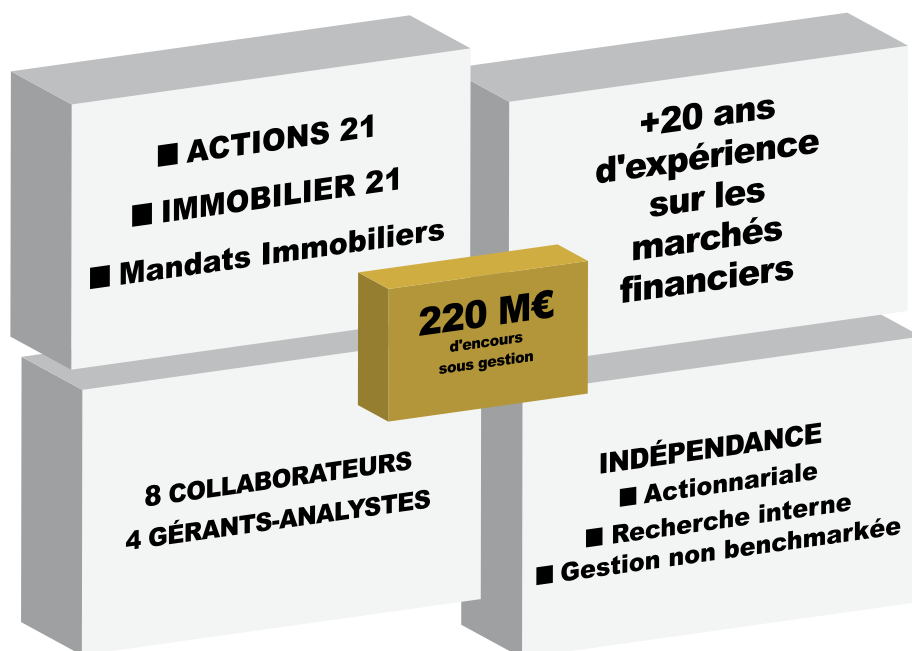 ■ ACTIONS 21
■ IMMOBILIER 21
■ Mandats Immobiliers
+20 ans
d'expérience
sur les
marchés
financiers
220 M€
d'encours
sous gestion
8 COLLABORATEURS
4 GÉRANTS-ANALYSTES
INDÉPENDANCE
■ Actionnariale
■ Recherche interne
■ Gestion non benchmarkée